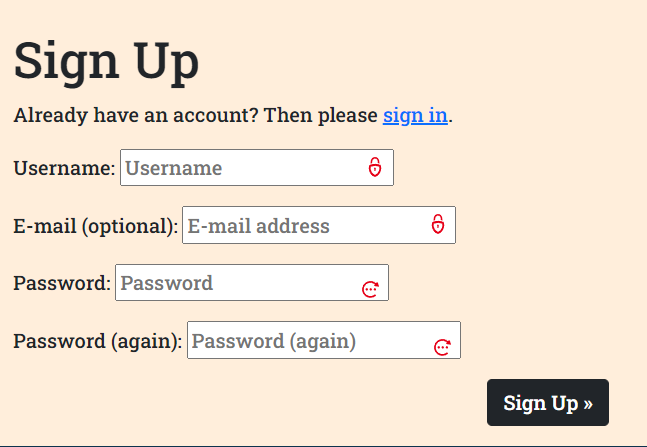 Sign Up
Already have an account? Then please sign in.
Username: Username
E-mail (optional): E-mail address
Password: Password
Password (again): Password (again)
Sign Up »